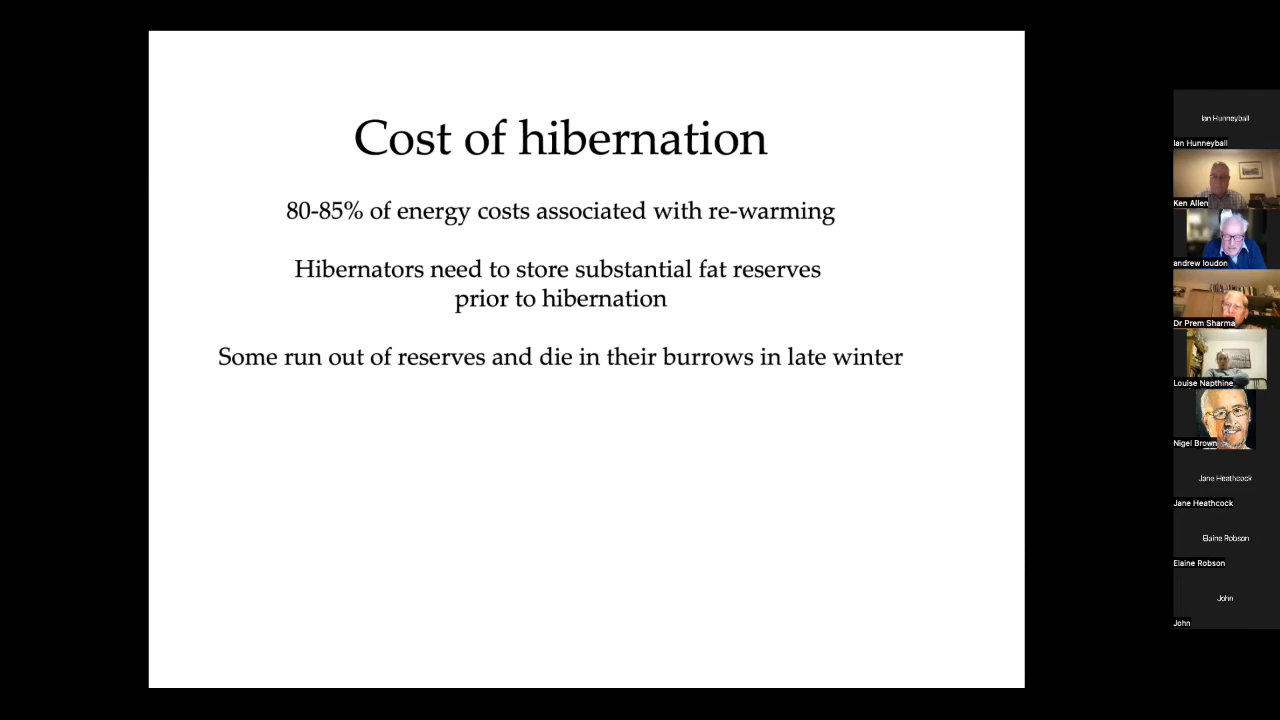 Cost of hibernation
80-85% of energy costs associated with re-warming
Hibernators need to store substantial fat reserves
prior to hibernation
Some run out of reserves and die in their burrows in late winter
Ian Hunneyball
Ian Hunneyball
Ken Allen
andrew loudon
Dr Prem Sharma
Louise Napthine
Nigel Brown
Jane Heathcock
Jane Heathcock
Elaine Robson
Elaine Robson
John
John